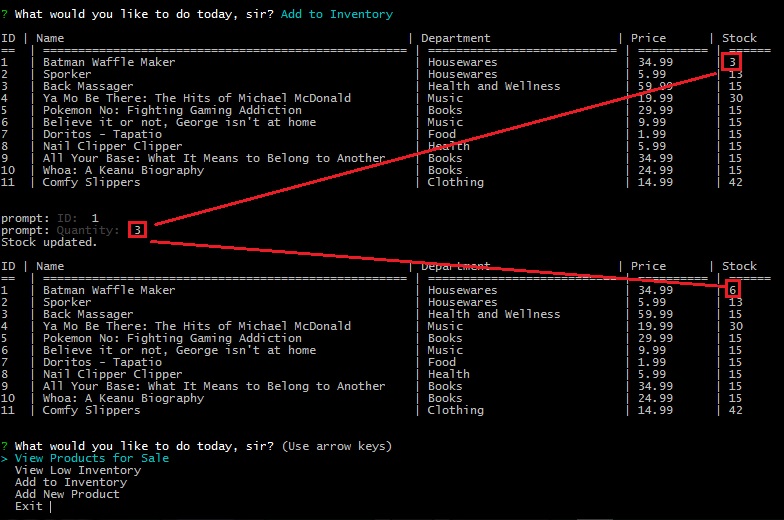 ? What would you like to do today, sir? Add to Inventory
ID | Name | Department | Price | Stock
== | ==================================================== | =========================== | ========== | ======
1 | Batman Waffle Maker | Housewares | 34.99 | 3
2 | Sporker | Housewares | 5.99 | 13
3 | Back Massager | Health and Wellness | 59.99 | 15
4 | Ya Mo Be There: The Hits of Michael McDonald | Music | 19.99 | 30
5 | Pokemon No: Fighting Gaming Addiction | Books | 29.99 | 15
6 | Believe it or not, George isn't at home | Music | 9.99 | 15
7 | Doritos - Tapatio | Food | 1.99 | 15
8 | Nail Clipper Clipper | Health | 5.99 | 15
9 | All Your Base: What It Means to Belong to Another | Books | 34.99 | 15
10 | Whoa: A Keanu Biography | Books | 24.99 | 15
11 | Comfy Slippers | Clothing | 14.99 | 42
prompt: ID: 1
prompt: Quantity: 3
Stock updated.
ID | Name | Department | Price | Stock
== | ==================================================== | =========================== | ========== | ======
1 | Batman Waffle Maker | Housewares | 34.99 | 6
2 | Sporker | Housewares | 5.99 | 13
3 | Back Massager | Health and Wellness | 59.99 | 15
4 | Ya Mo Be There: The Hits of Michael McDonald | Music | 19.99 | 30
5 | Pokemon No: Fighting Gaming Addiction | Books | 29.99 | 15
6 | Believe it or not, George isn't at home | Music | 9.99 | 15
7 | Doritos - Tapatio | Food | 1.99 | 15
8 | Nail Clipper Clipper | Health | 5.99 | 15
9 | All Your Base: What It Means to Belong to Another | Books | 34.99 | 15
10 | Whoa: A Keanu Biography | Books | 24.99 | 15
11 | Comfy Slippers | Clothing | 14.99 | 42
? What would you like to do today, sir? (Use arrow keys)
> View Products for Sale
View Low Inventory
Add to Inventory
Add New Product
Exit